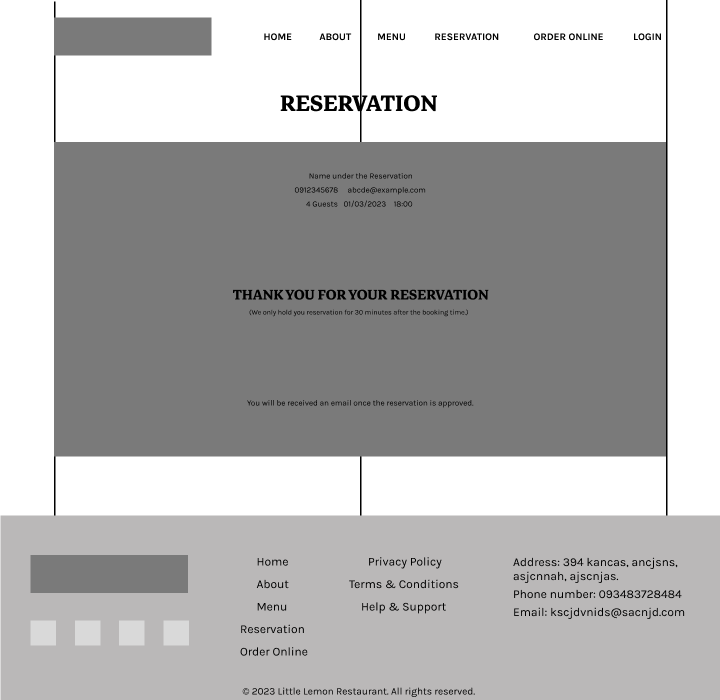 HOME ABOUT MENU RESERVATION ORDER ONLINE LOGIN
RESERVATION
Name under the Reservation
0912345678 abcde@example.com
4 Guests 01/03/2023 18:00
THANK YOU FOR YOUR RESERVATION
(We only hold you reservation for 30 minutes after the booking time.)
You will be received an email once the reservation is approved.
Home
About
Menu
Reservation
Order Online
Privacy Policy
Terms & Conditions
Help & Support
Address: 394 kancas, ancjsns,
asjcnnah, ajscnjas.
Phone number: 093483728484
Email: kscjdvnids@sacnjd.com
© 2023 Little Lemon Restaurant. All rights reserved.